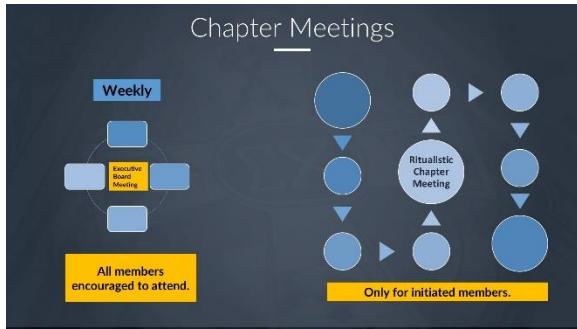 Chapter Meetings
Weekly
Executive
Board
Meeting
All members
encouraged to attend.
Ritualistic
Chapter
Meeting
Only for initiated members.